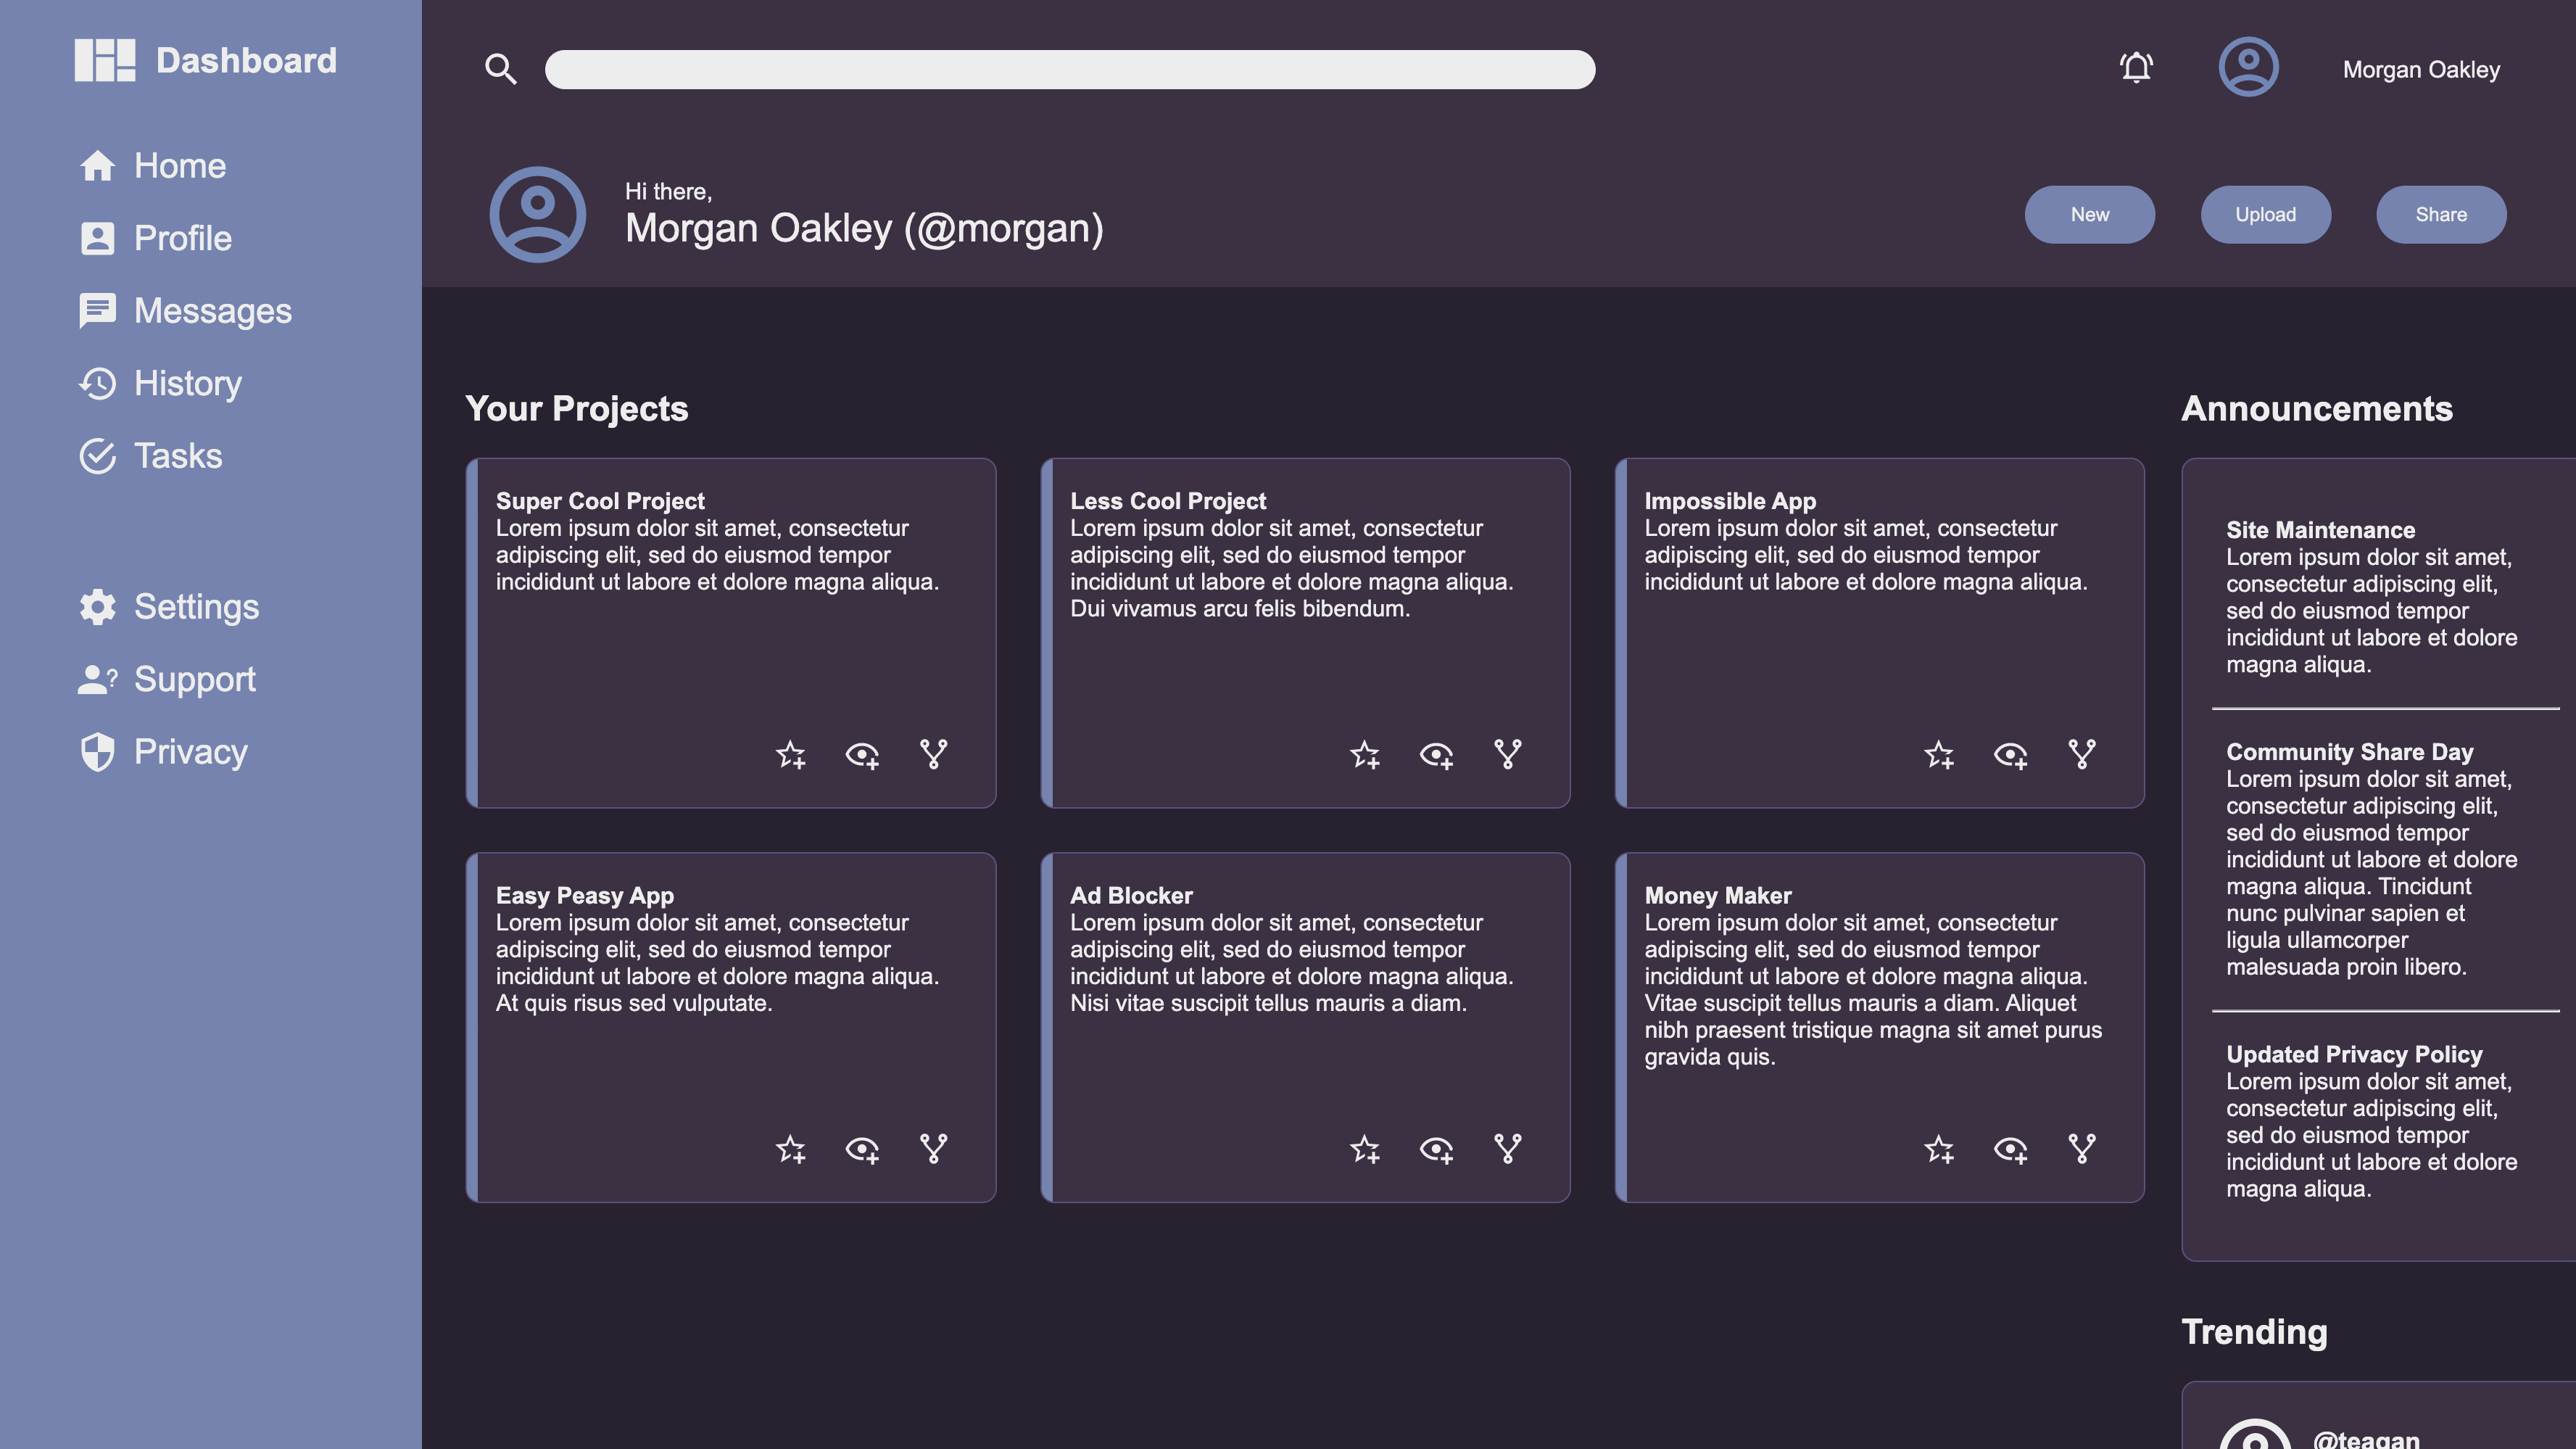 Dashboard
Home
Profile
Messages
History
Tasks
Settings
Support
Privacy
Morgan Oakley
Hi there,
Morgan Oakley (@morgan)
New
Upload
Share
Your Projects
Super Cool Project
Lorem ipsum dolor sit amet, consectetur
adipiscing elit, sed do eiusmod tempor
incididunt ut labore et dolore magna aliqua.
Less Cool Project
Lorem ipsum dolor sit amet, consectetur
adipiscing elit, sed do eiusmod tempor
incididunt ut labore et dolore magna aliqua.
Dui vivamus arcu felis bibendum.
Impossible App
Lorem ipsum dolor sit amet, consectetur
adipiscing elit, sed do eiusmod tempor
incididunt ut labore et dolore magna aliqua.
Easy Peasy App
Lorem ipsum dolor sit amet, consectetur
adipiscing elit, sed do eiusmod tempor
incididunt ut labore et dolore magna aliqua.
At quis risus sed vulputate.
Ad Blocker
Lorem ipsum dolor sit amet, consectetur
adipiscing elit, sed do eiusmod tempor
incididunt ut labore et dolore magna aliqua.
Nisi vitae suscipit tellus mauris a diam.
Money Maker
Lorem ipsum dolor sit amet, consectetur
adipiscing elit, sed do eiusmod tempor
incididunt ut labore et dolore magna aliqua.
Vitae suscipit tellus mauris a diam. Aliquet
nibh praesent tristique magna sit amet purus
gravida quis.
Announcements
Site Maintenance
Lorem ipsum dolor sit amet,
consectetur adipiscing elit,
sed do eiusmod tempor
incididunt ut labore et dolore
magna aliqua.
Community Share Day
Lorem ipsum dolor sit amet,
consectetur adipiscing elit,
sed do eiusmod tempor
incididunt ut labore et dolore
magna aliqua. Tincidunt
nunc pulvinar sapien et
ligula ullamcorper
malesuada proin libero.
Updated Privacy Policy
Lorem ipsum dolor sit amet,
consectetur adipiscing elit,
sed do eiusmod tempor
incididunt ut labore et dolore
magna aliqua.
Trending
@teagan